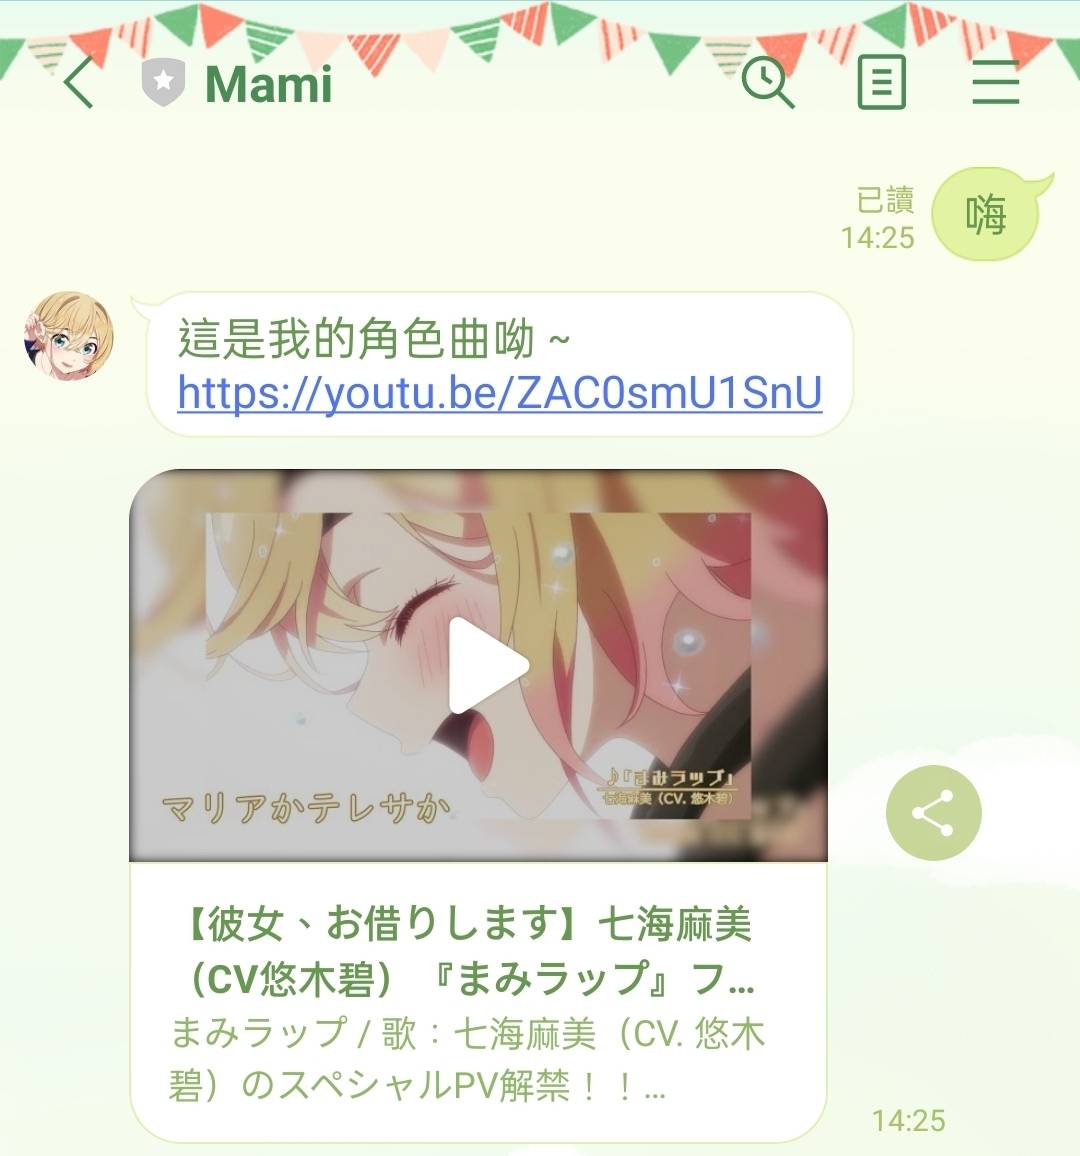 Mami
已讀
14:25
嗨
這是我的角色曲呦~
https://youtu.be/ZAC0smU1SnU
♪「まみラップ」
七海麻美（CV. 悠木碧）
マリアかテレサか
【彼女、お借りします】七海麻美
（CV悠木碧）『まみラップ』フ...
まみラップ / 歌：七海麻美（CV. 悠木
碧）のスペシャルPV解禁！！...
14:25